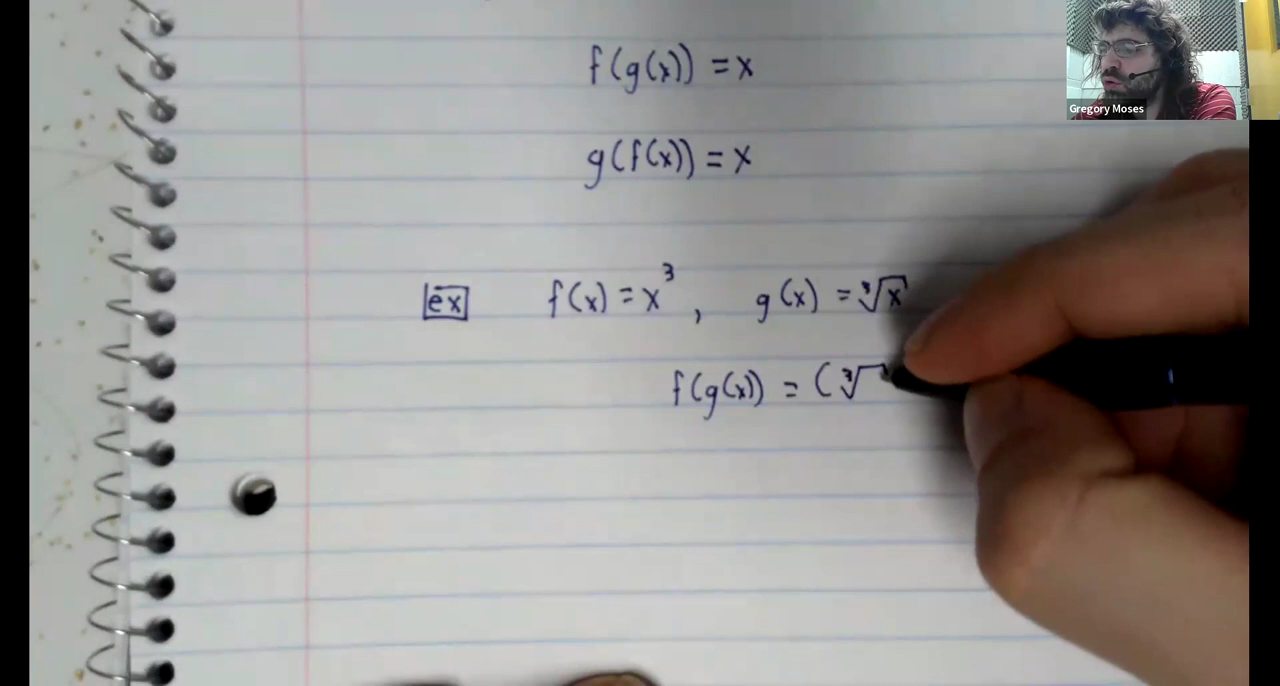 f(g(x)) = x
Gregory Moses
g(f(x)) = x
ex f(x) = x³ , g(x) = ∛x
f(g(x)) = (∛